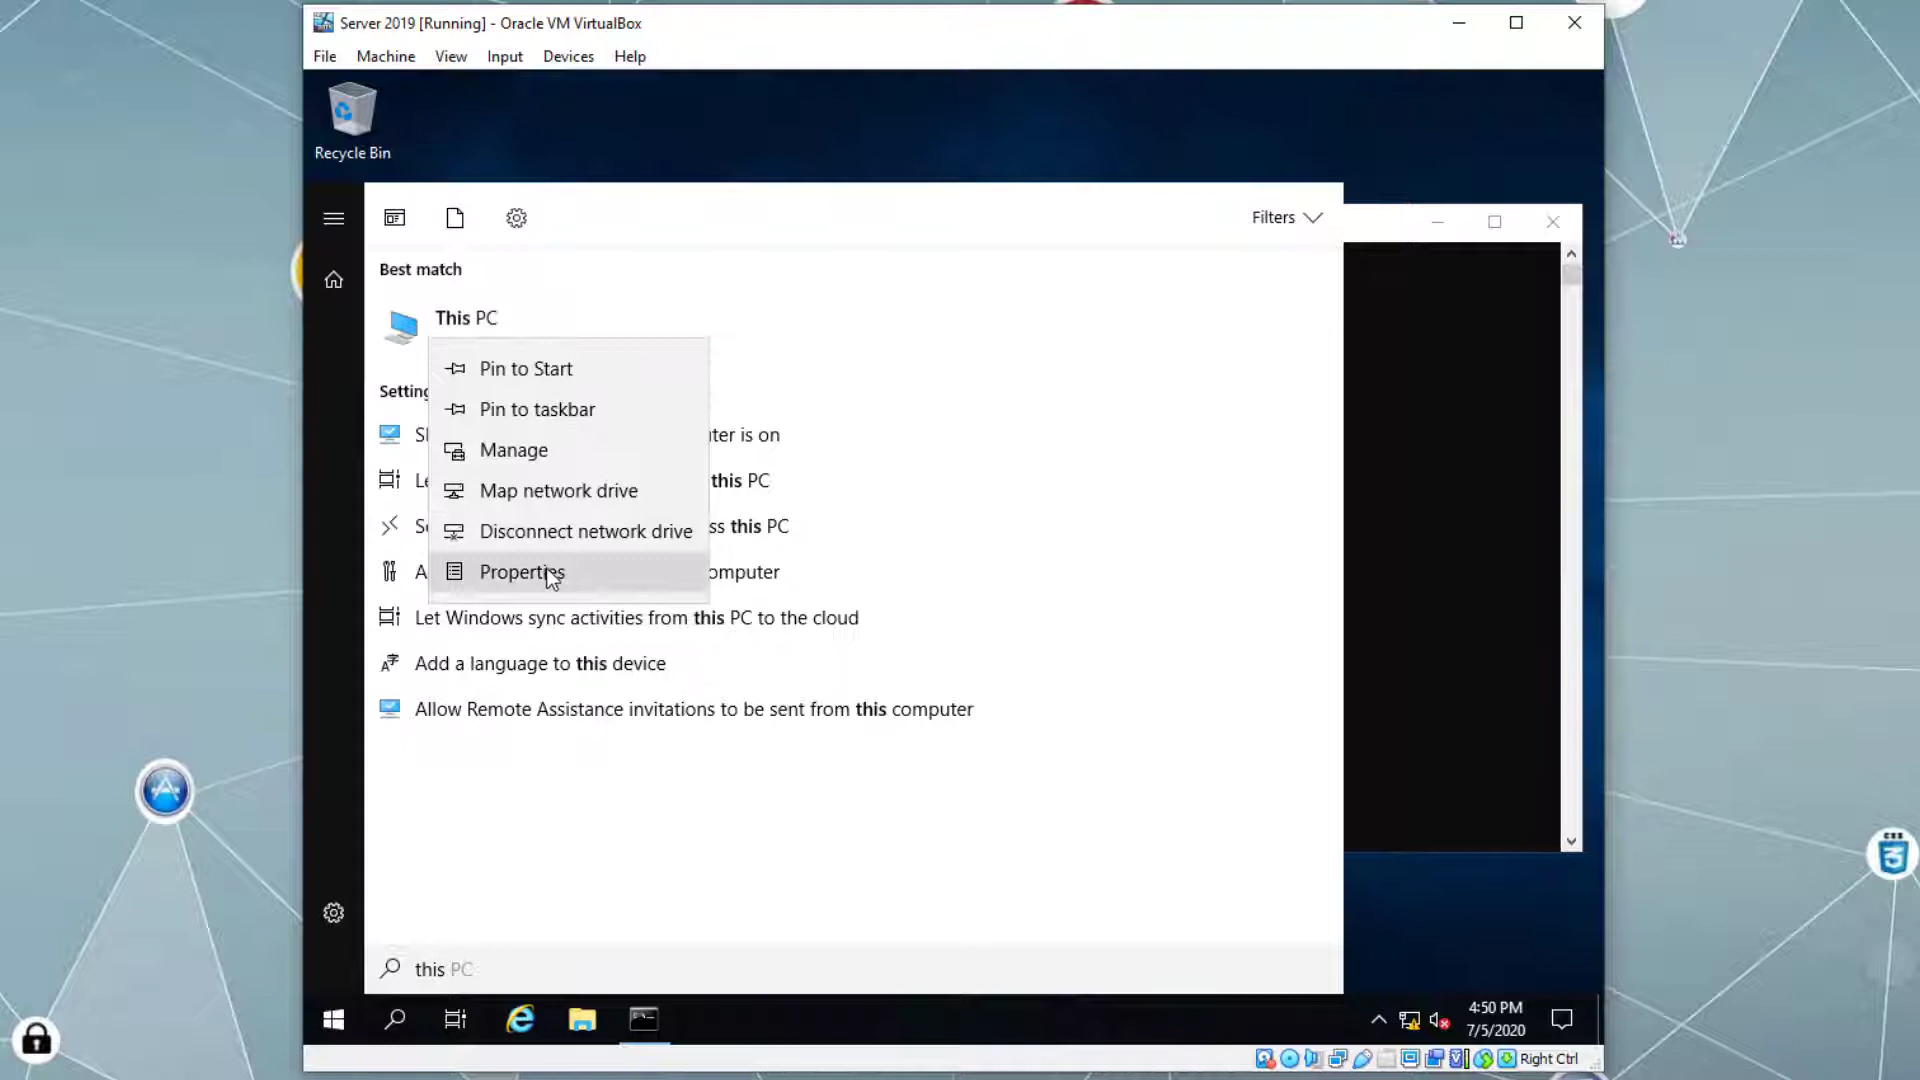 Server 2019 [Running] - Oracle VM VirtualBox
File Machine View Input Devices Help
Recycle Bin
Filters
Best match
This PC
Pin to Start
Pin to taskbar
Manage
Map network drive
Disconnect network drive
Properties
Setting
uter is on
this PC
ss this PC
omputer
Let Windows sync activities from this PC to the cloud
Add a language to this device
Allow Remote Assistance invitations to be sent from this computer
this PC
4:50 PM
7/5/2020
Right Ctrl
CSS
3